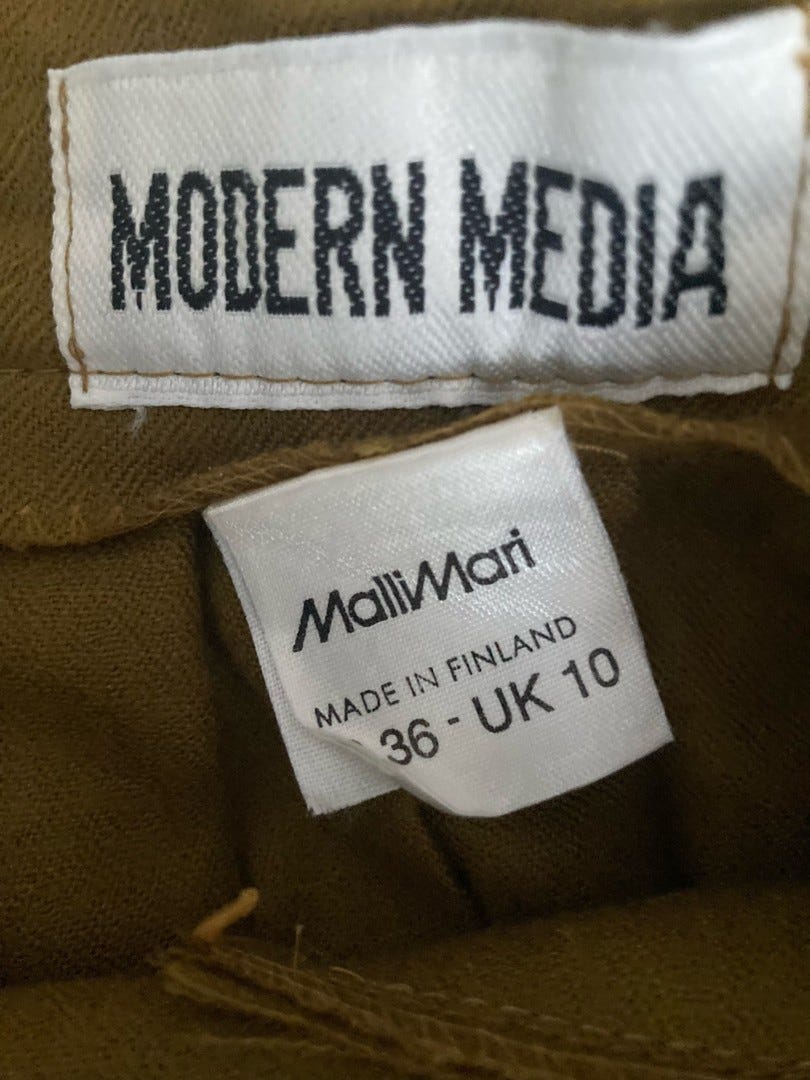 MODERN MEDIA
MalliMari
MADE IN FINLAND
36 - UK 10